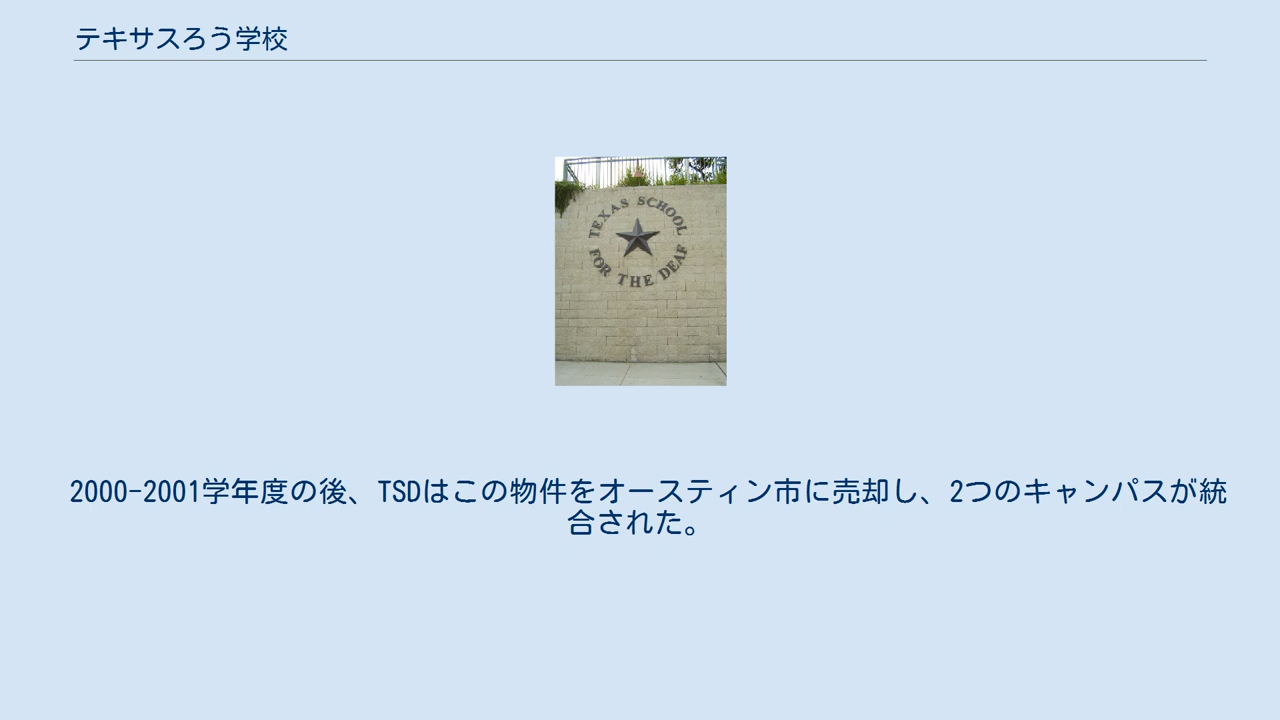 テキサスろう学校
TEXAS SCHOOL
FOR THE DEAF
2000-2001学年度の後、TSDはこの物件をオースティン市に売却し、2つのキャンパスが統
合された。